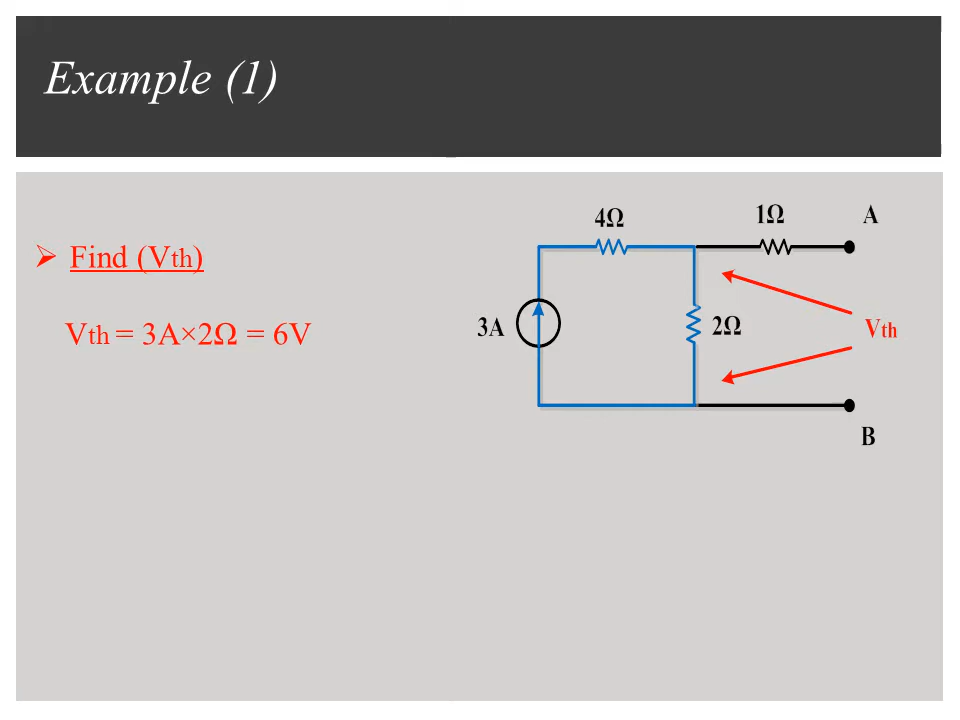 Example (1)
4Ω
1Ω
A
➢ Find (Vth)
3A
2Ω
Vth
Vth = 3A×2Ω = 6V
B